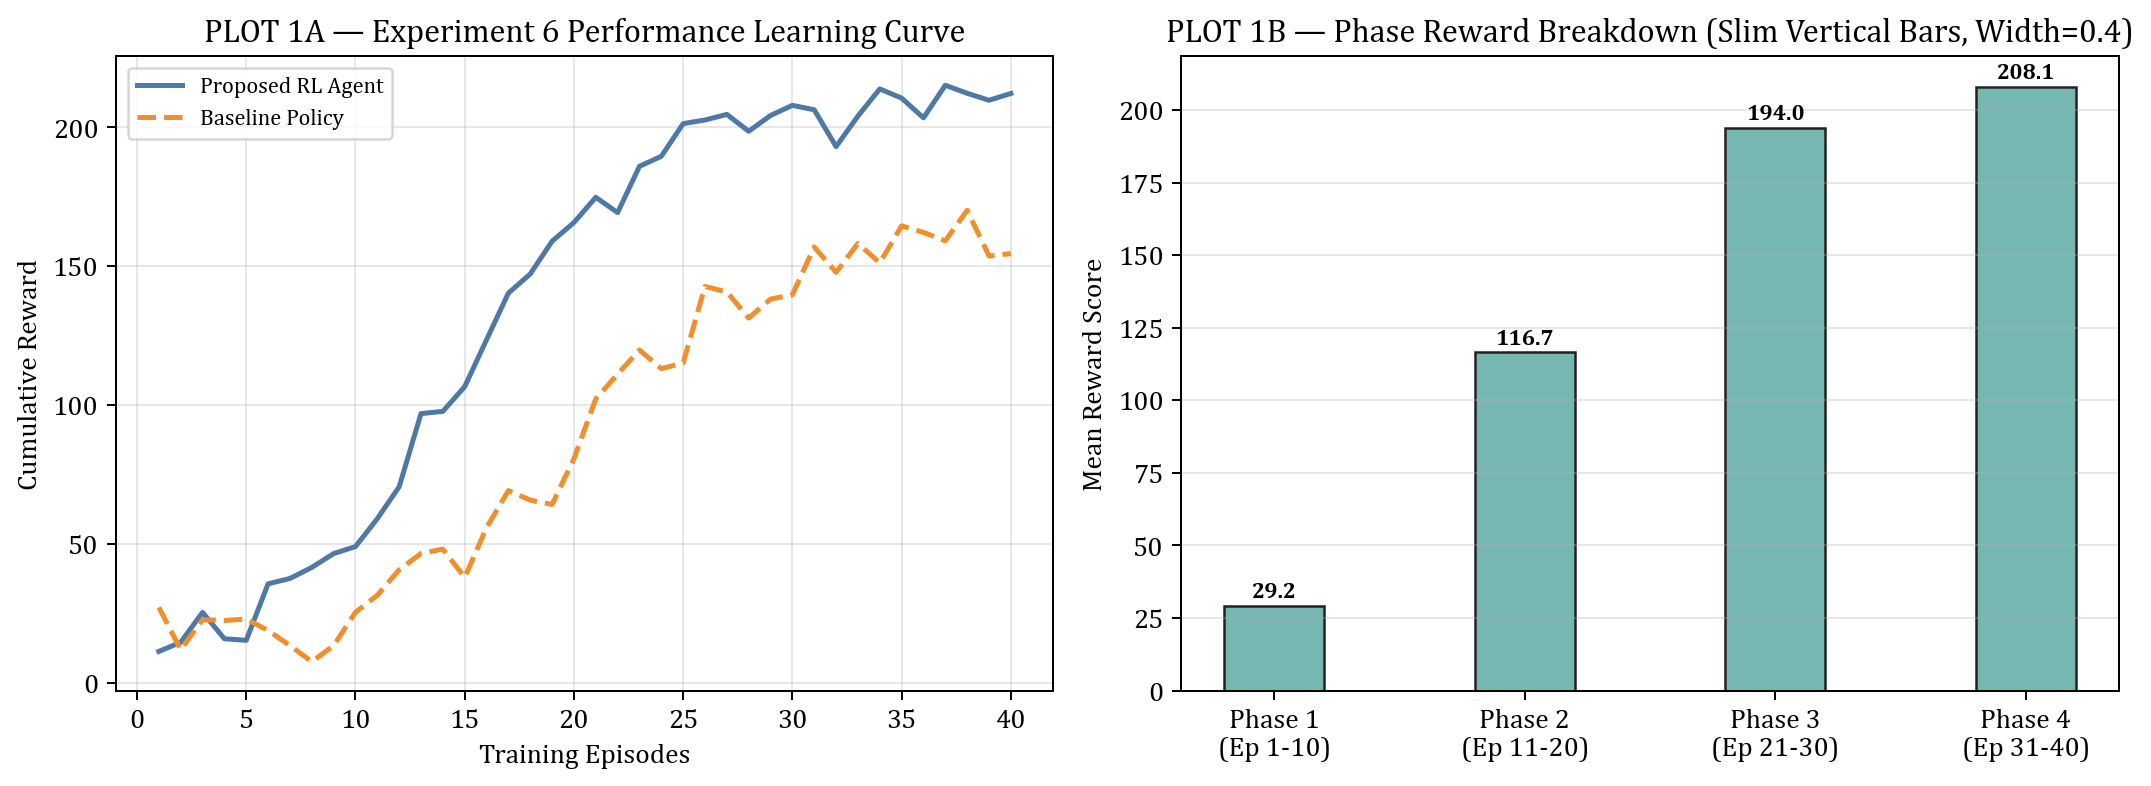 PLOT 1A — Experiment 6 Performance Learning Curve
Proposed RL Agent
Baseline Policy
Cumulative Reward
200
150
100
50
0
0 5 10 15 20 25 30 35 40
Training Episodes
PLOT 1B — Phase Reward Breakdown (Slim Vertical Bars, Width=0.4)
Mean Reward Score
200
175
150
125
100
75
50
25
0
29.2
116.7
194.0
208.1
Phase 1
(Ep 1-10)
Phase 2
(Ep 11-20)
Phase 3
(Ep 21-30)
Phase 4
(Ep 31-40)